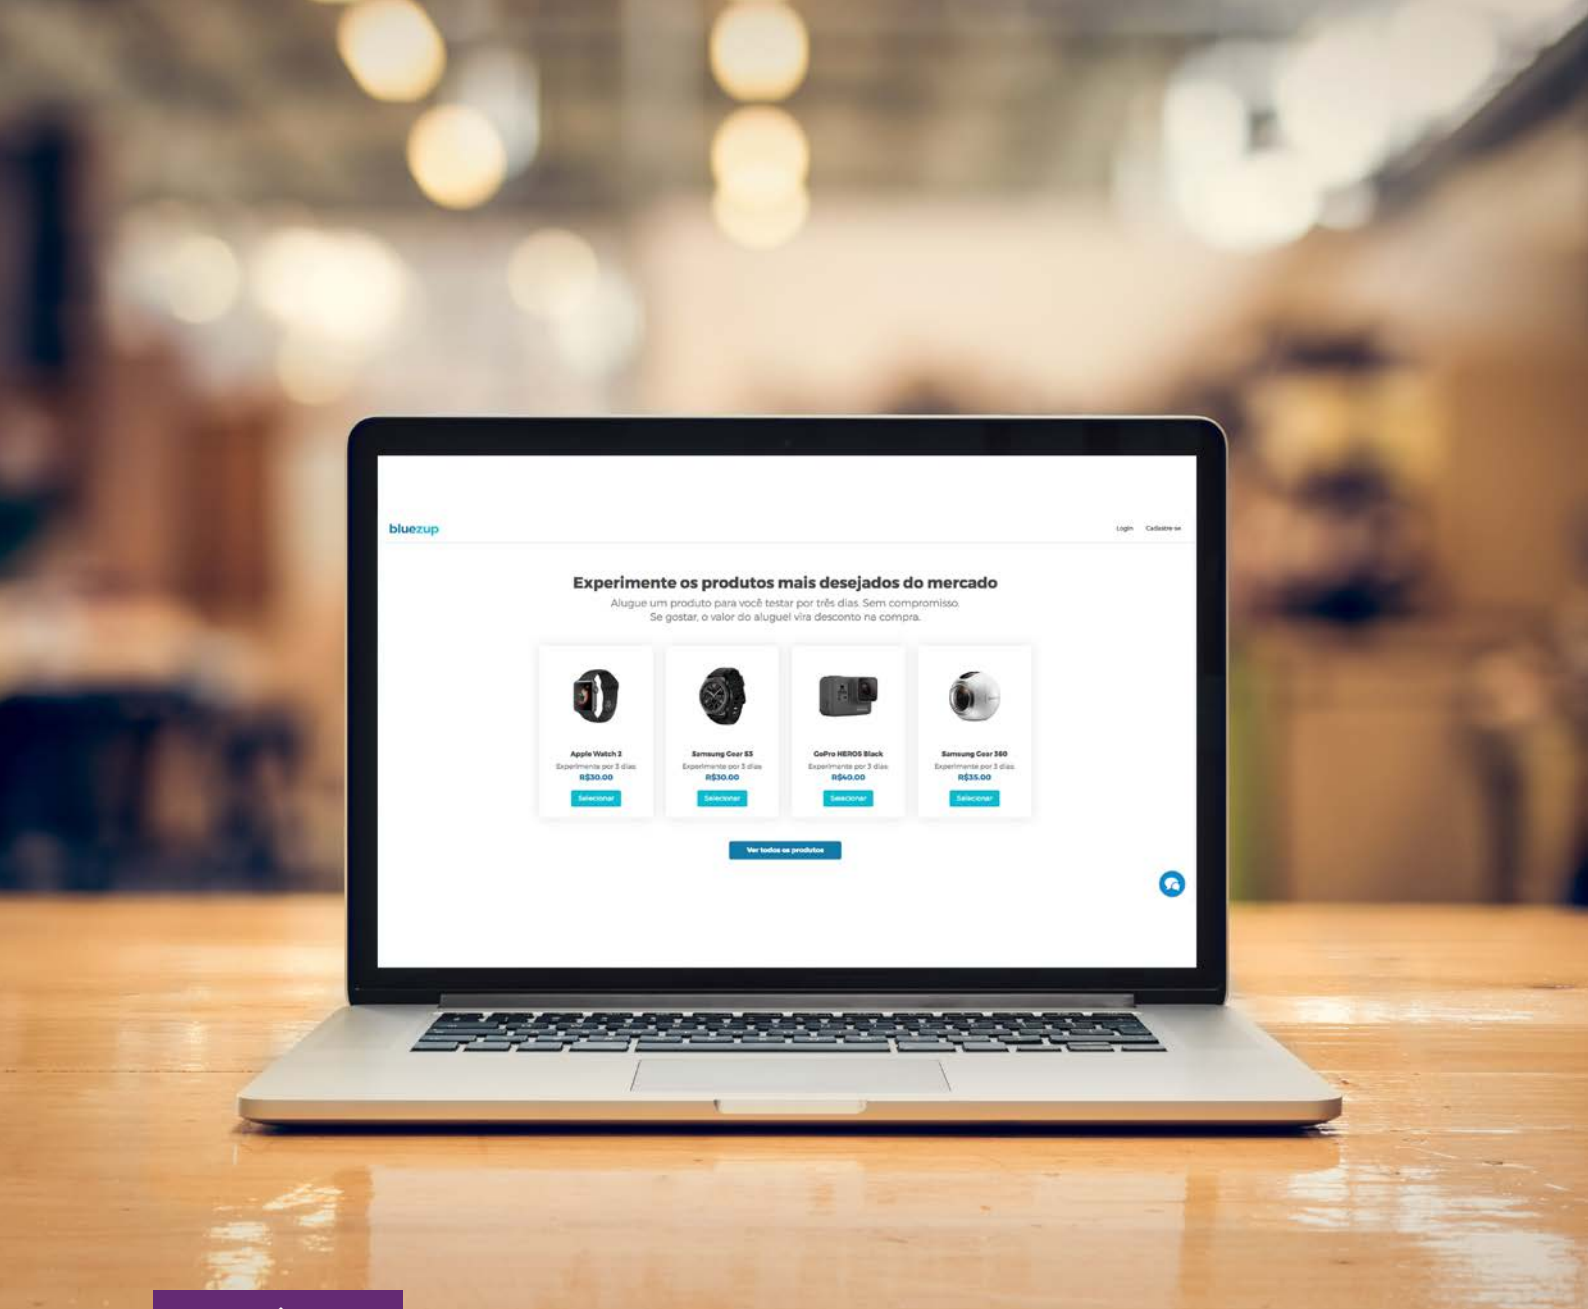 bluezup
Login Cadastre-se
Experimente os produtos mais desejados do mercado
Alugue um produto para você testar por três dias. Sem compromisso.
Se gostar, o valor do aluguel vira desconto na compra.
Apple Watch 2 Samsung Gear S3 GoPro HERO5 Black Samsung Gear 360
Experimente por 3 dias Experimente por 3 dias Experimente por 3 dias Experimente por 3 dias
R$30.00 R$30.00 R$40.00 R$35.00
Selecionar Selecionar Selecionar Selecionar
Ver todos os produtos